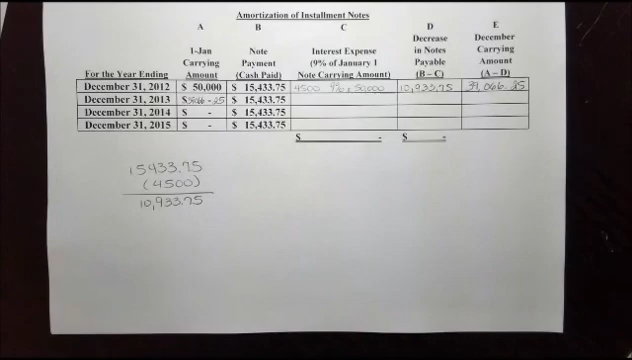 Amortization of Installment Notes
A B C D E
Decrease December
1-Jan Note Interest Expense in Notes Carrying
Carrying Payment (9% of January 1 Payable Amount
For the Year Ending Amount (Cash Paid) Note Carrying Amount) (B – C) (A – D)
December 31, 2012 $ 50,000 $ 15,433.75 4500 9% x 50,000 10,933.75 39,066.25
December 31, 2013 $ $ 15,433.75
December 31, 2014 $ - $ 15,433.75
December 31, 2015 $ - $ 15,433.75
$ - $ -
15433.75
(4500)
10,933.75